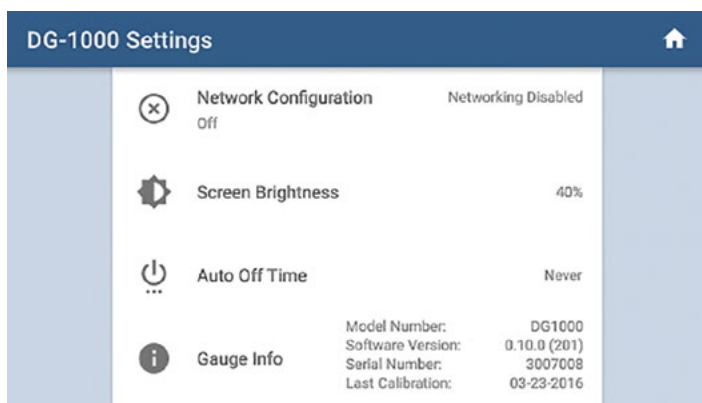 DG-1000 Settings
Network Configuration Networking Disabled
Off
Screen Brightness 40%
Auto Off Time Never
Gauge Info
Model Number: DG1000
Software Version: 0.10.0 (201)
Serial Number: 3007008
Last Calibration: 03-23-2016